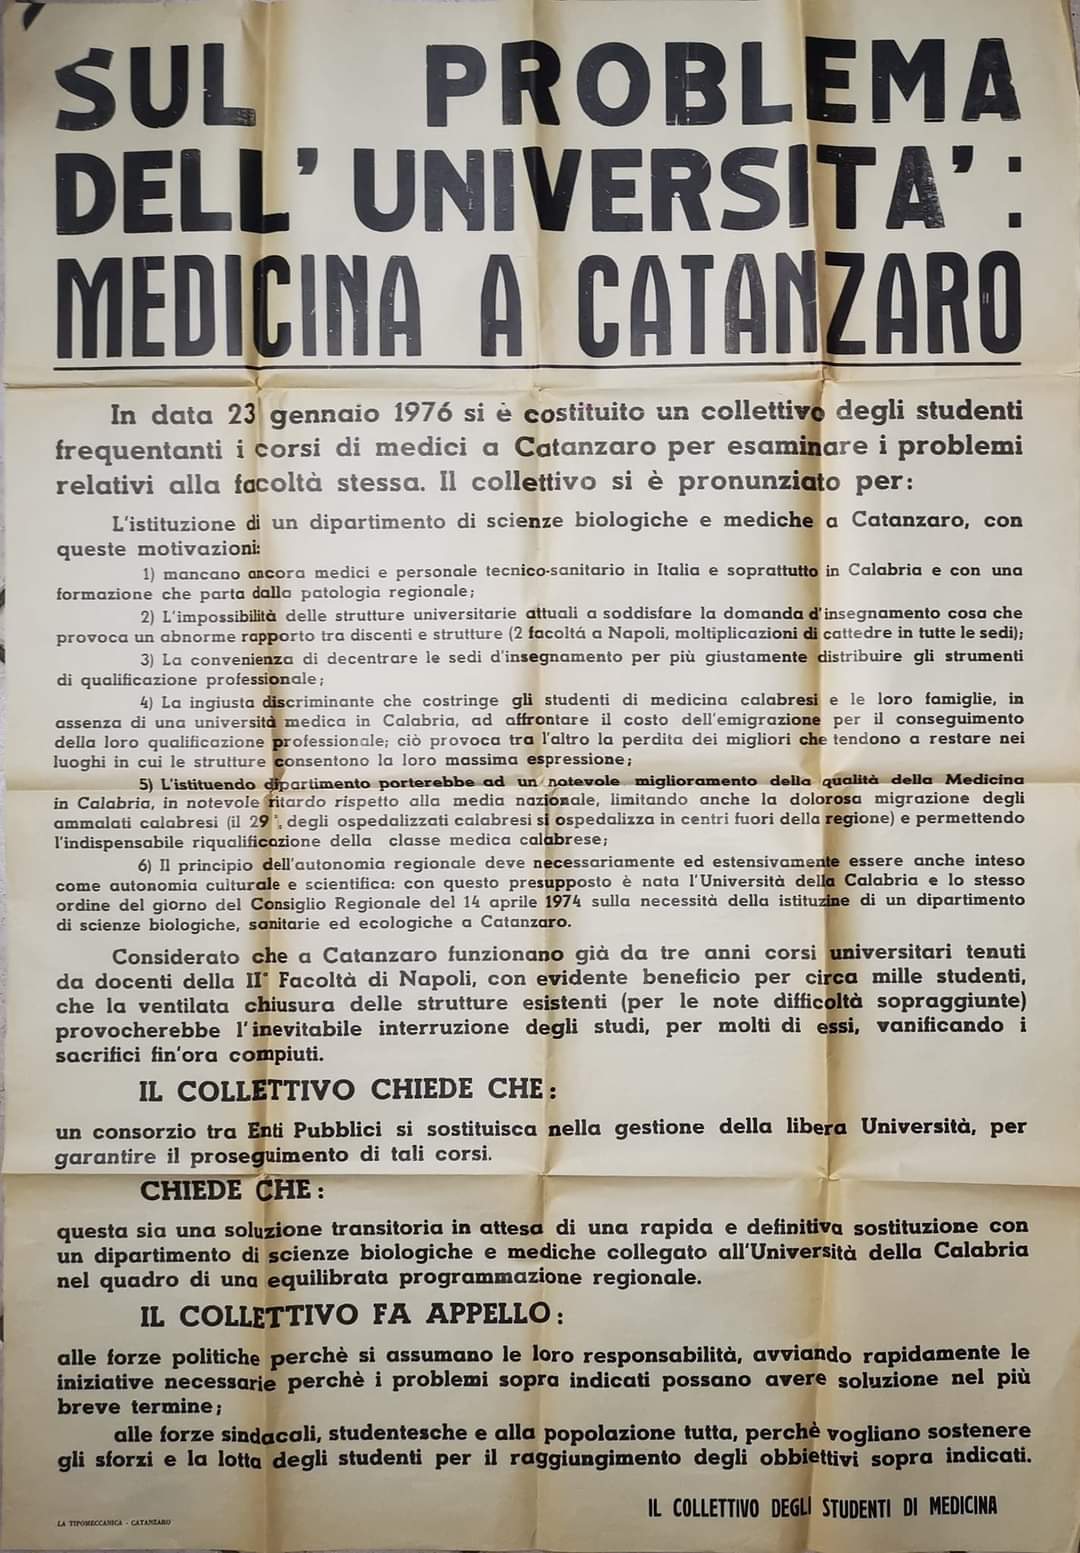 SUL PROBLEMA
DELL'UNIVERSITA':
MEDICINA A CATANZARO
In data 23 gennaio 1976 si è costituito un collettivo degli studenti
frequentanti i corsi di medici a Catanzaro per esaminare i problemi
relativi alla facoltà stessa. Il collettivo si è pronunziato per:
L'istituzione di un dipartimento di scienze biologiche e mediche a Catanzaro, con
queste motivazioni:
1) mancano ancora medici e personale tecnico-sanitario in Italia e soprattutto in Calabria e con una
formazione che parta dalla patologia regionale;
2) L'impossibilità delle strutture universitarie attuali a soddisfare la domanda d'insegnamento cosa che
provoca un abnorme rapporto tra discenti e strutture (2 facoltá a Napoli, moltiplicazioni di cattedre in tutte le sedi);
3) La convenienza di decentrare le sedi d'insegnamento per più giustamente distribuire gli strumenti
di qualificazione professionale;
4) La ingiusta discriminante che costringe gli studenti di medicina calabresi e le loro famiglie, in
assenza di una università medica in Calabria, ad affrontare il costo dell'emigrazione per il conseguimento
della loro qualificazione professionale; ciò provoca tra l'altro la perdita dei migliori che tendono a restare nei
luoghi in cui le strutture consentono la loro massima espressione;
5) L'istituendo dipartimento porterebbe ad un notevole miglioramento della qualità della Medicina
in Calabria, in notevole ritardo rispetto alla media nazionale, limitando anche la dolorosa migrazione degli
ammalati calabresi (il 29 % degli ospedalizzati calabresi si ospedalizza in centri fuori della regione) e permettendo
l'indispensabile riqualificazione della classe medica calabrese;
6) Il principio dell'autonomia regionale deve necessariamente ed estensivamente essere anche inteso
come autonomia culturale e scientifica: con questo presupposto è nata l'Università della Calabria e lo stesso
ordine del giorno del Consiglio Regionale del 14 aprile 1974 sulla necessità della istituzine di un dipartimento
di scienze biologiche, sanitarie ed ecologiche a Catanzaro.
Considerato che a Catanzaro funzionano già da tre anni corsi universitari tenuti
da docenti della II° Facoltà di Napoli, con evidente beneficio per circa mille studenti,
che la ventilata chiusura delle strutture esistenti (per le note difficoltà sopraggiunte)
provocherebbe l'inevitabile interruzione degli studi, per molti di essi, vanificando i
sacrifici fin'ora compiuti.
IL COLLETTIVO CHIEDE CHE:
un consorzio tra Enti Pubblici si sostituisca nella gestione della libera Università, per
garantire il proseguimento di tali corsi.
CHIEDE CHE:
questa sia una soluzione transitoria in attesa di una rapida e definitiva sostituzione con
un dipartimento di scienze biologiche e mediche collegato all'Università della Calabria
nel quadro di una equilibrata programmazione regionale.
IL COLLETTIVO FA APPELLO:
alle forze politiche perchè si assumano le loro responsabilità, avviando rapidamente le
iniziative necessarie perchè i problemi sopra indicati possano avere soluzione nel più
breve termine;
alle forze sindacali, studentesche e alla popolazione tutta, perchè vogliano sostenere
gli sforzi e la lotta degli studenti per il raggiungimento degli obbiettivi sopra indicati.
IL COLLETTIVO DEGLI STUDENTI DI MEDICINA
LA TIPOMECCANICA - CATANZARO